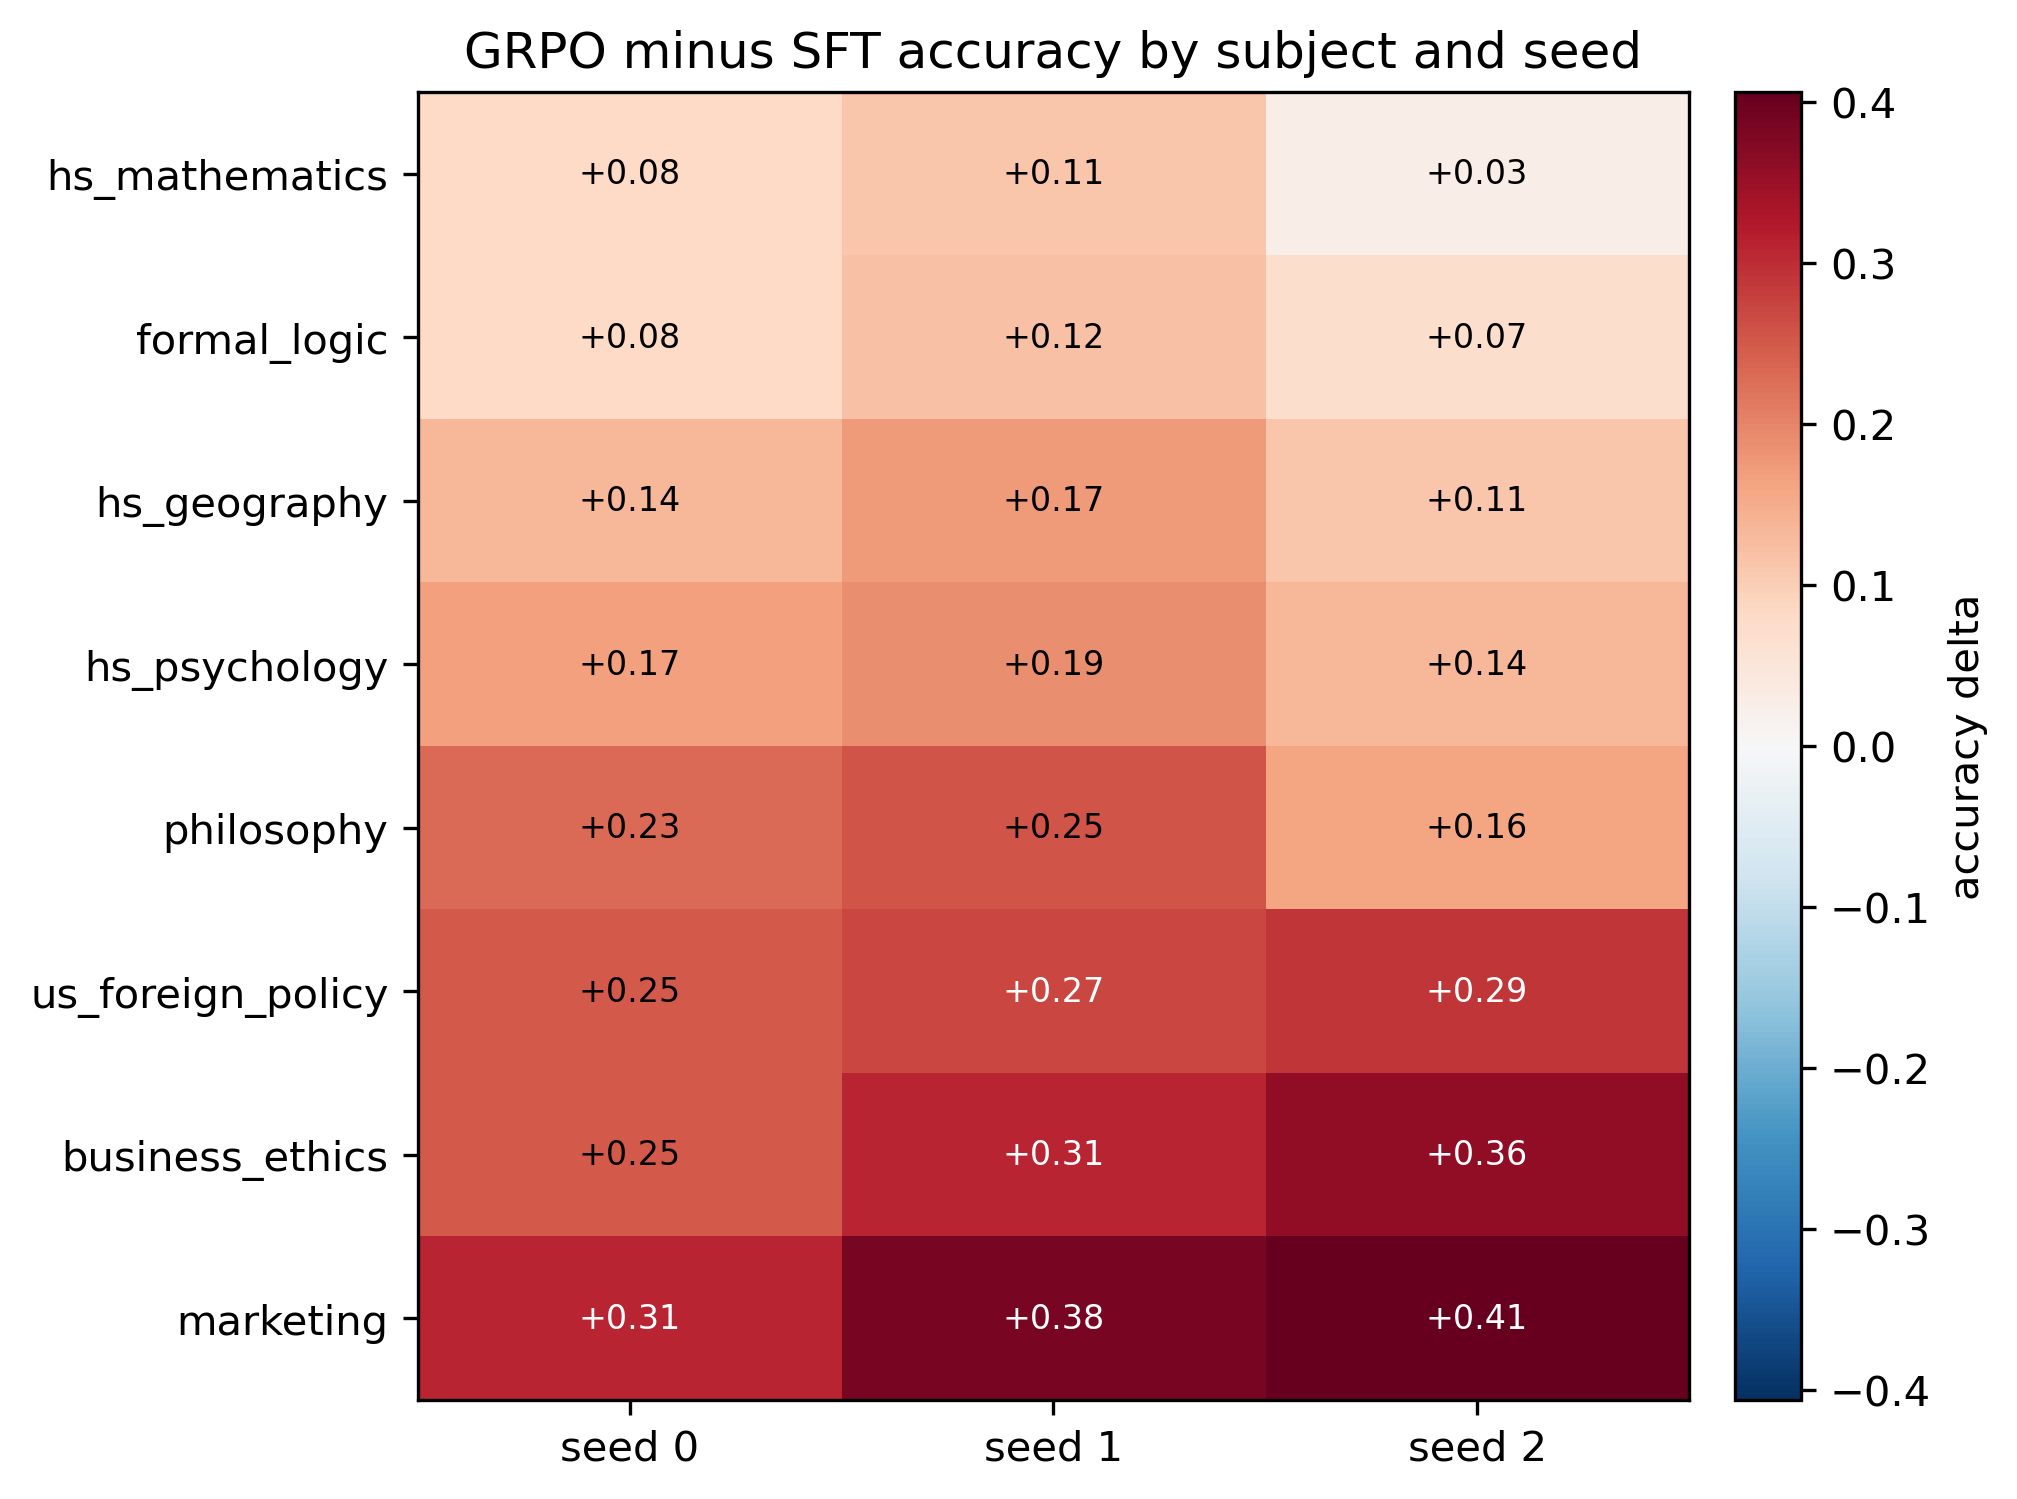 GRPO minus SFT accuracy by subject and seed
hs_mathematics +0.08 +0.11 +0.03
formal_logic +0.08 +0.12 +0.07
hs_geography +0.14 +0.17 +0.11
hs_psychology +0.17 +0.19 +0.14
philosophy +0.23 +0.25 +0.16
us_foreign_policy +0.25 +0.27 +0.29
business_ethics +0.25 +0.31 +0.36
marketing +0.31 +0.38 +0.41
seed 0 seed 1 seed 2
0.4
0.3
0.2
0.1
0.0
−0.1
−0.2
−0.3
−0.4
accuracy delta